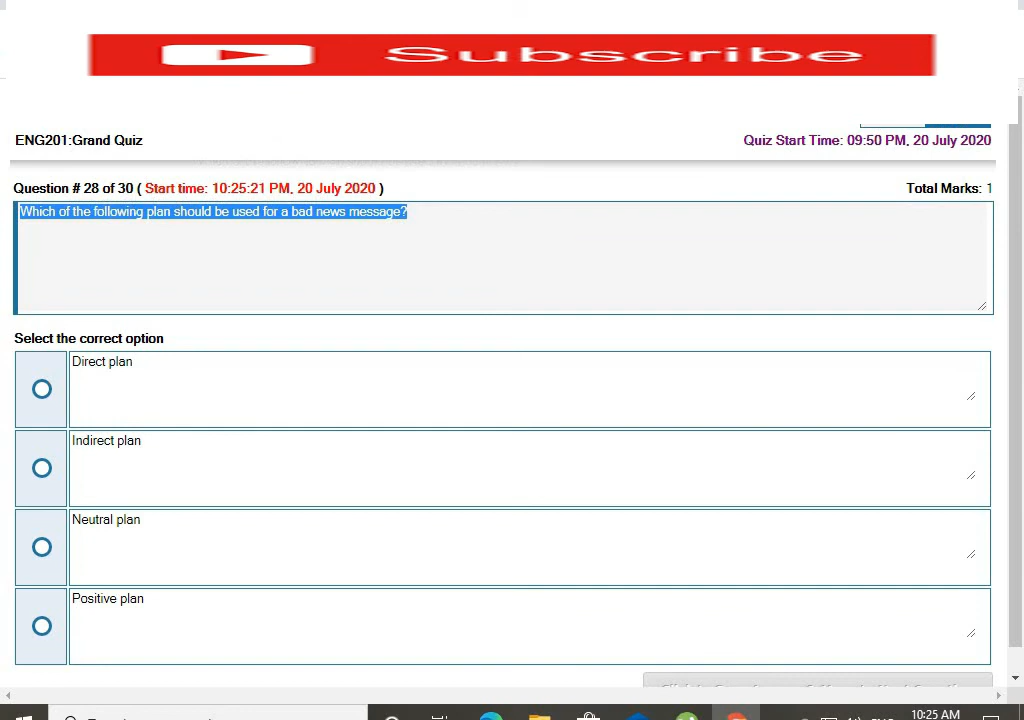 Subscribe
ENG201:Grand Quiz
Quiz Start Time: 09:50 PM, 20 July 2020
Question # 28 of 30 ( Start time: 10:25:21 PM, 20 July 2020 )
Total Marks: 1
Which of the following plan should be used for a bad news message?
Select the correct option
Direct plan
Indirect plan
Neutral plan
Positive plan
10:25 AM